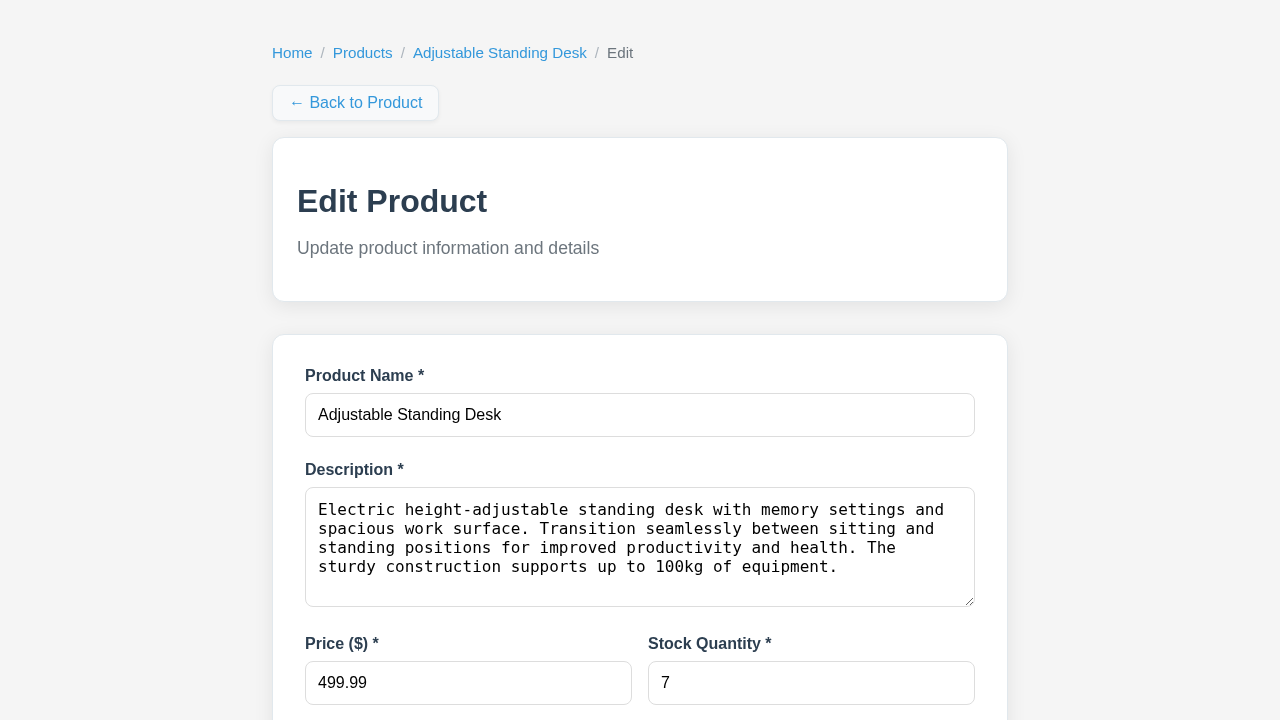 Home / Products / Adjustable Standing Desk / Edit
← Back to Product
Edit Product
Update product information and details
Product Name *
Adjustable Standing Desk
Description *
Electric height-adjustable standing desk with memory settings and
spacious work surface. Transition seamlessly between sitting and
standing positions for improved productivity and health. The
sturdy construction supports up to 100kg of equipment.
Price ($) *
499.99
Stock Quantity *
7